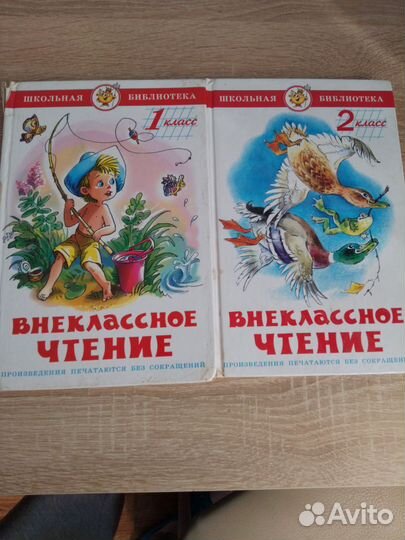 ШКОЛЬНАЯ БИБЛИОТЕКА
1 класс
ВНЕКЛАССНОЕ
ЧТЕНИЕ
ПРОИЗВЕДЕНИЯ ПЕЧАТАЮТСЯ БЕЗ СОКРАЩЕНИЙ
ШКОЛЬНАЯ БИБЛИОТЕКА
2 класс
ВНЕКЛАССНОЕ
ЧТЕНИЕ
ПРОИЗВЕДЕНИЯ ПЕЧАТАЮТСЯ БЕЗ СОКРАЩЕНИЙ
Avito